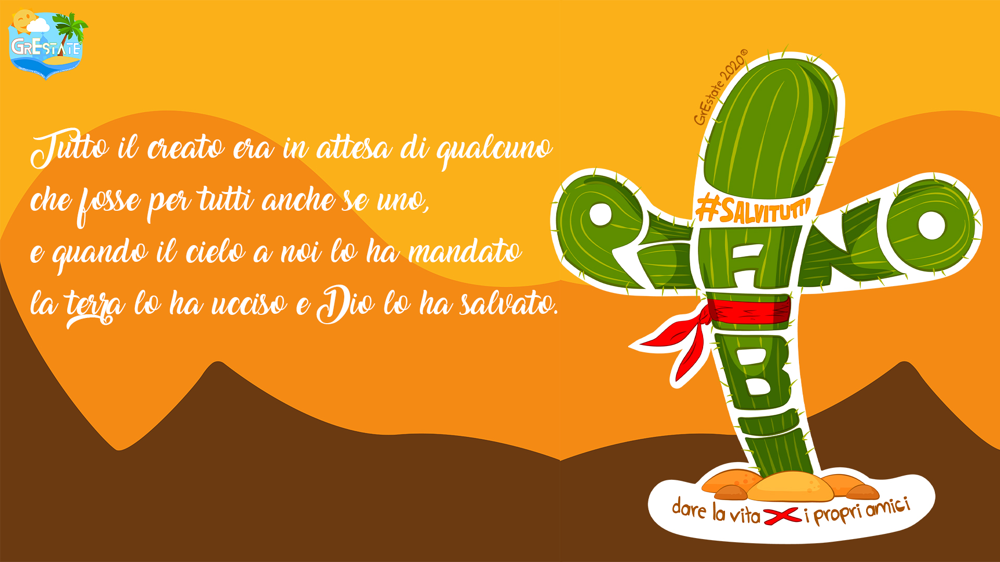 GrEstate
Tutto il creato era in attesa di qualcuno
che fosse per tutti anche se uno,
e quando il cielo a noi lo ha mandato
la terra lo ha ucciso e Dio lo ha salvato.
GrEstate 2020©
#SALVITUTTI
PIANO
A
B
I
dare la vita X i propri amici